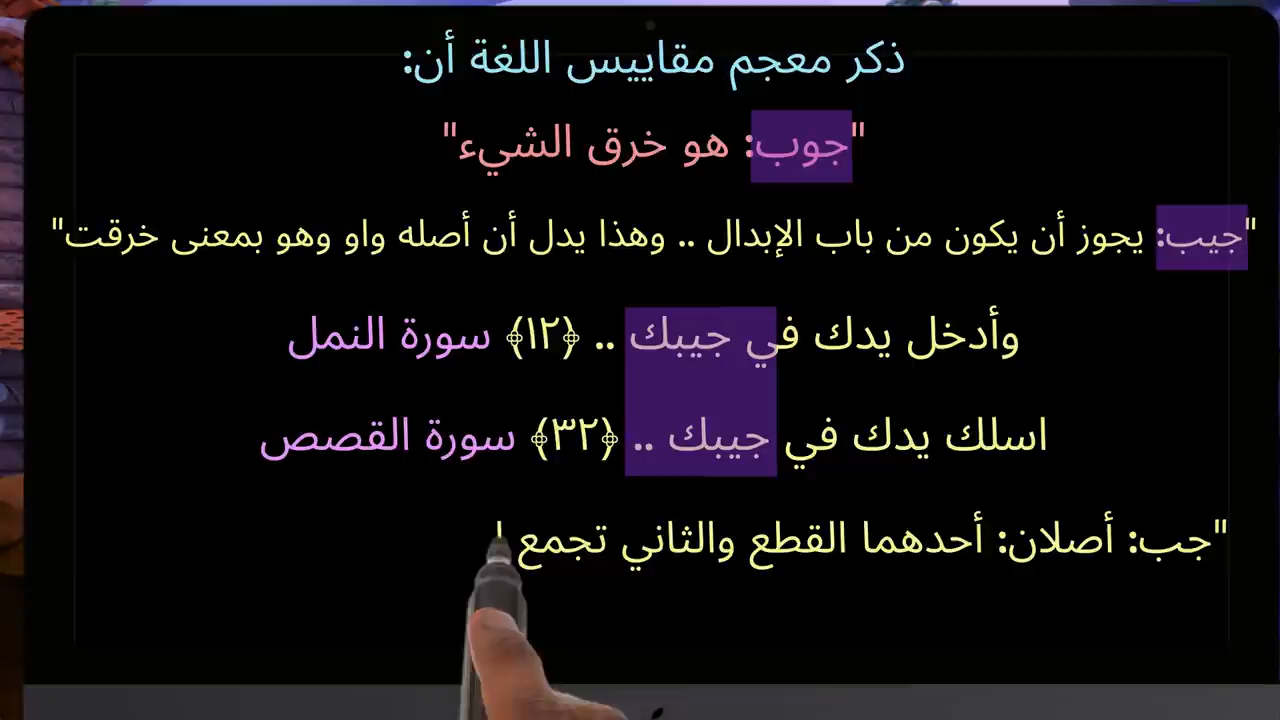 ذكر معجم مقاييس اللغة أن:
"جوب: هو خرق الشيء"
"جيب: يجوز أن يكون من باب الإبدال .. وهذا يدل أن أصله واو وهو بمعنى خرقت"
وأدخل يدك في جيبك .. ﴿١٢﴾ سورة النمل
اسلك يدك في جيبك .. ﴿٣٢﴾ سورة القصص
"جب: أصلان: أحدهما القطع والثاني تجمع